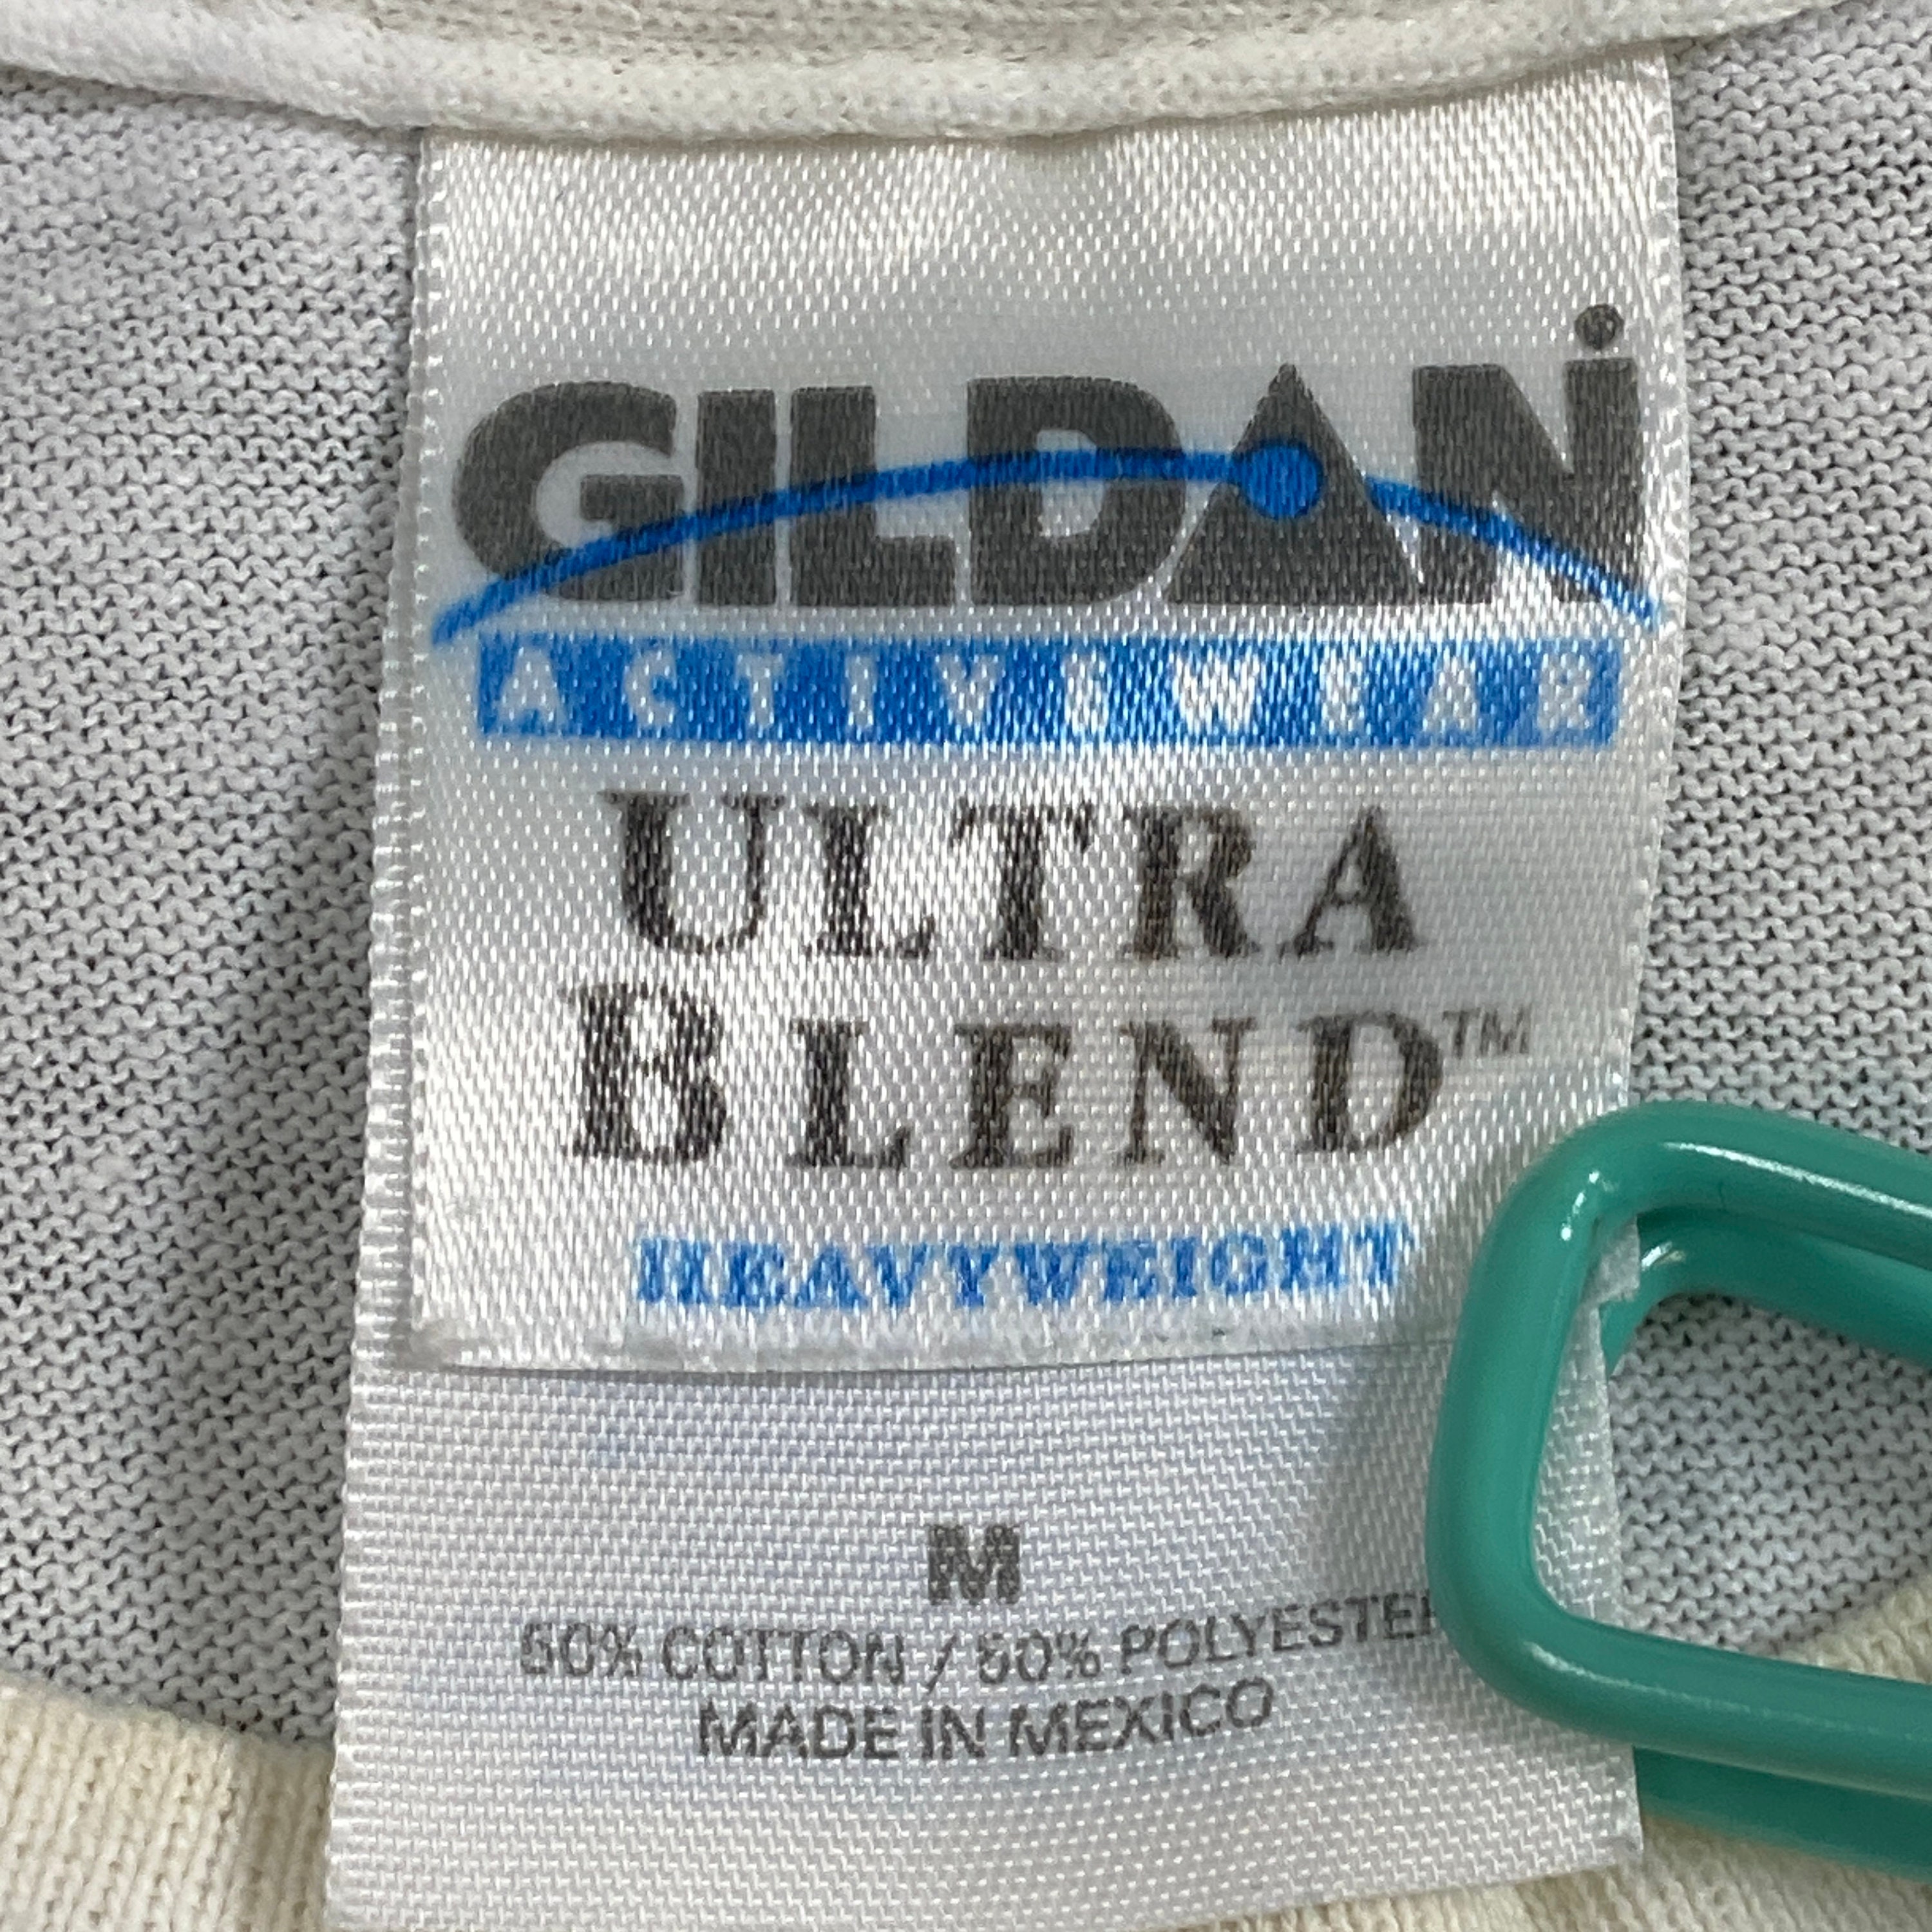 GILDAN
ACTIVEWEAR
ULTRA
BLEND™
HEAVYWEIGHT
M
50% COTTON / 50% POLYESTER
MADE IN MEXICO